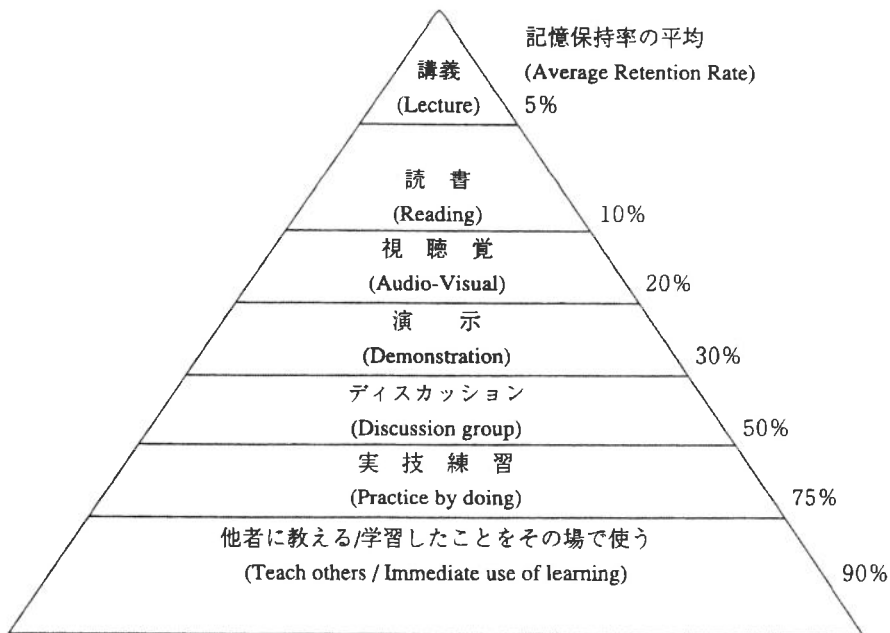 記憶保持率の平均
(Average Retention Rate)
講義
(Lecture)
5%
読 書
(Reading)
10%
視 聴 覚
(Audio-Visual)
20%
演 示
(Demonstration)
30%
ディスカッション
(Discussion group)
50%
実 技 練 習
(Practice by doing)
75%
他者に教える/学習したことをその場で使う
(Teach others / Immediate use of learning)
90%